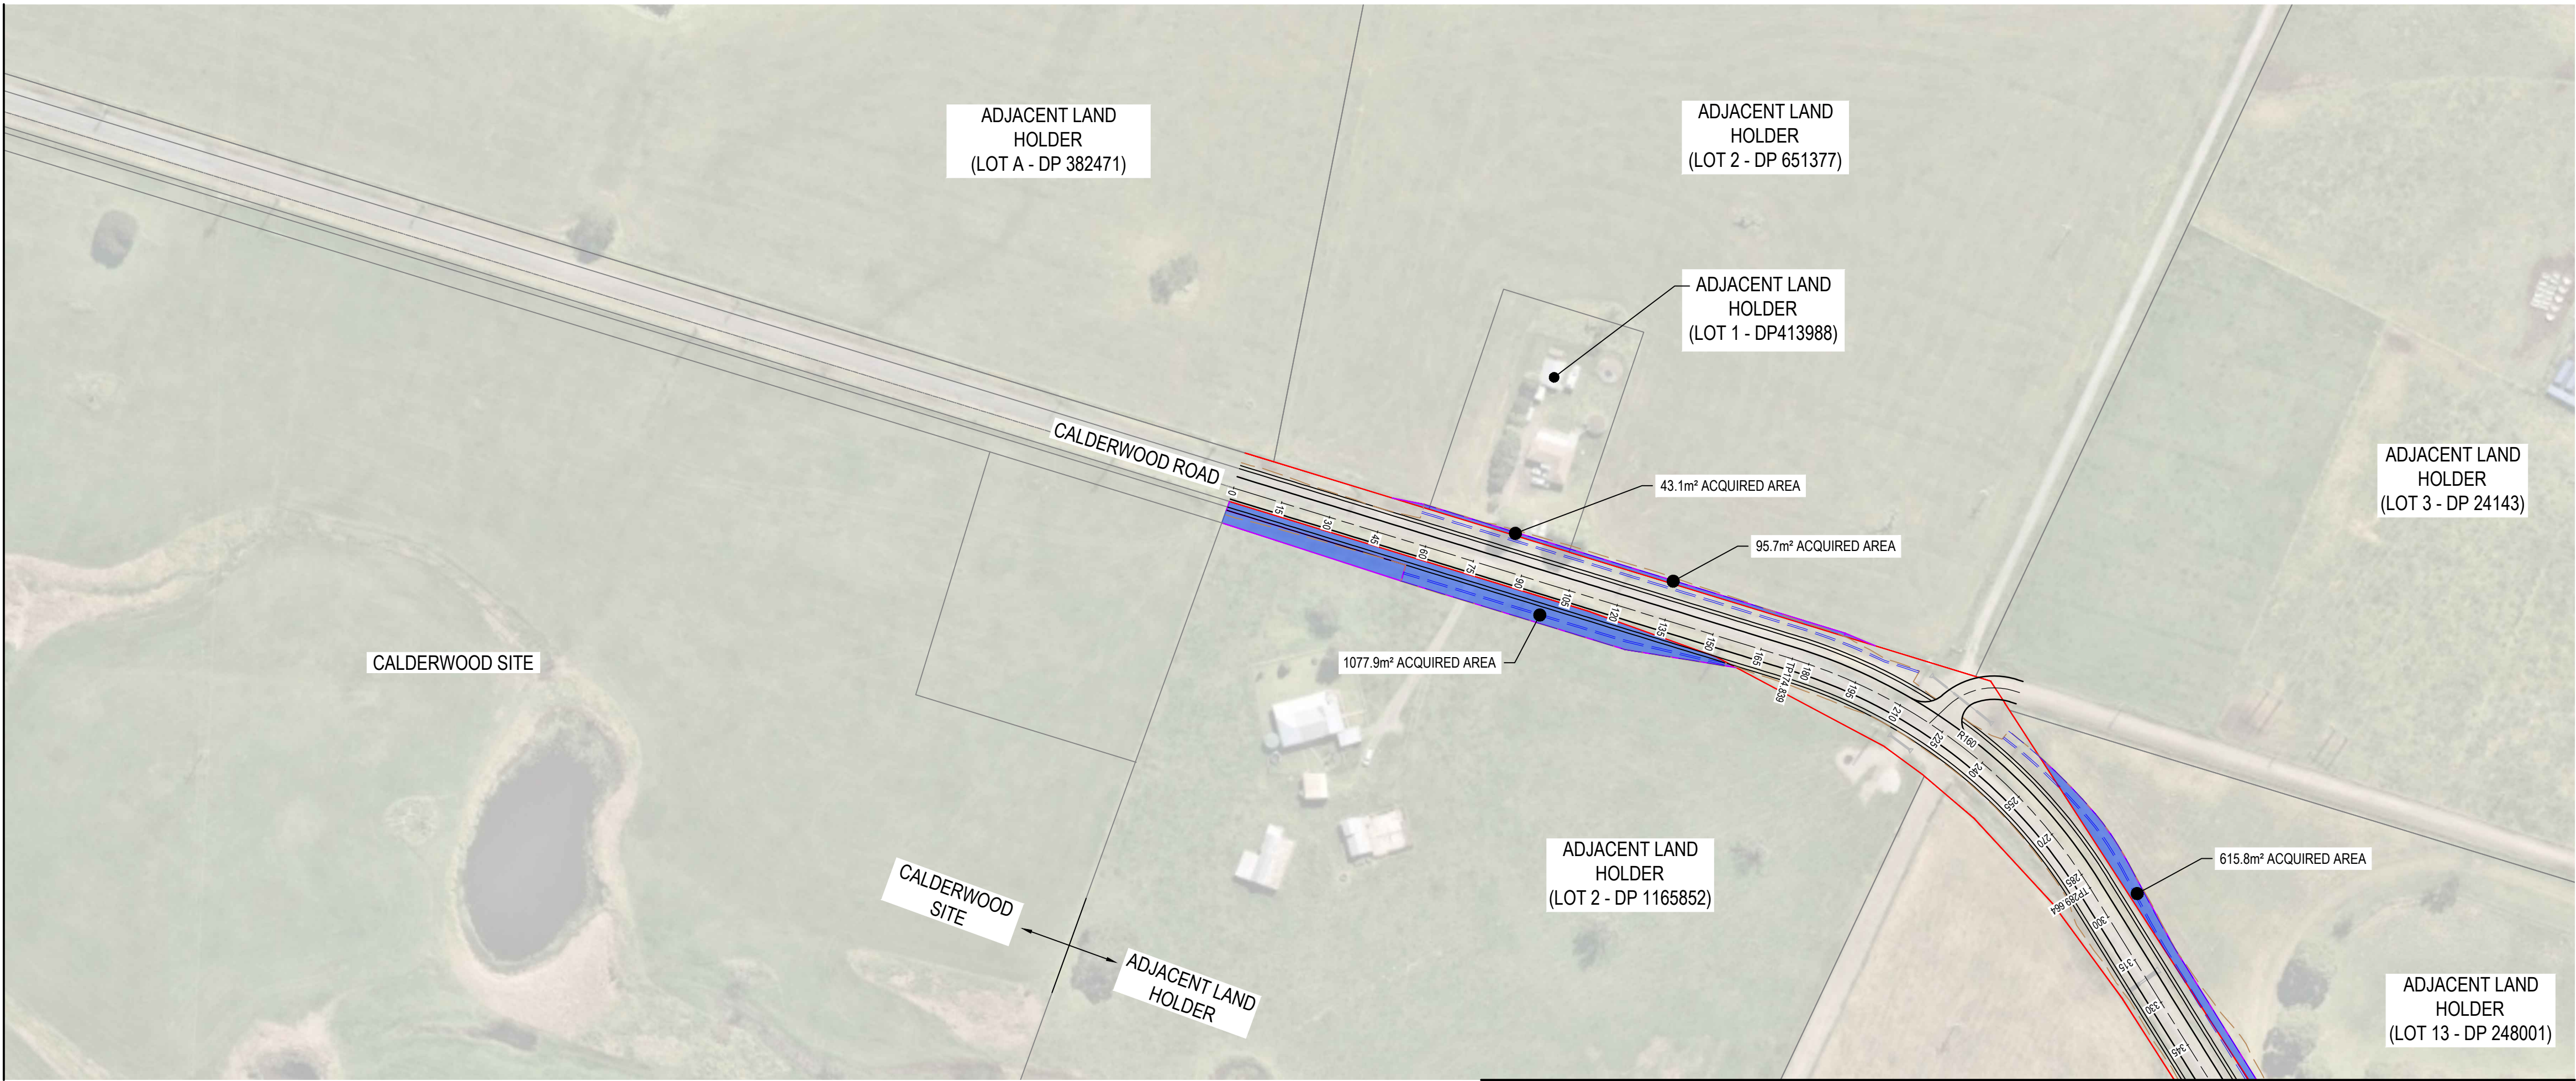 ADJACENT LAND
HOLDER
(LOT A - DP 382471)
ADJACENT LAND
HOLDER
(LOT 2 - DP 651377)
ADJACENT LAND
HOLDER
(LOT 1 - DP413988)
ADJACENT LAND
HOLDER
(LOT 3 - DP 24143)
CALDERWOOD ROAD
43.1m² ACQUIRED AREA
95.7m² ACQUIRED AREA
1077.9m² ACQUIRED AREA
615.8m² ACQUIRED AREA
0
15
30
45
60
75
90
105
120
135
150
165
TP174.839
180
195
210
225
R160
240
255
270
285
TP289.664
300
315
330
345
CALDERWOOD SITE
CALDERWOOD
SITE
ADJACENT LAND
HOLDER
ADJACENT LAND
HOLDER
(LOT 2 - DP 1165852)
ADJACENT LAND
HOLDER
(LOT 13 - DP 248001)